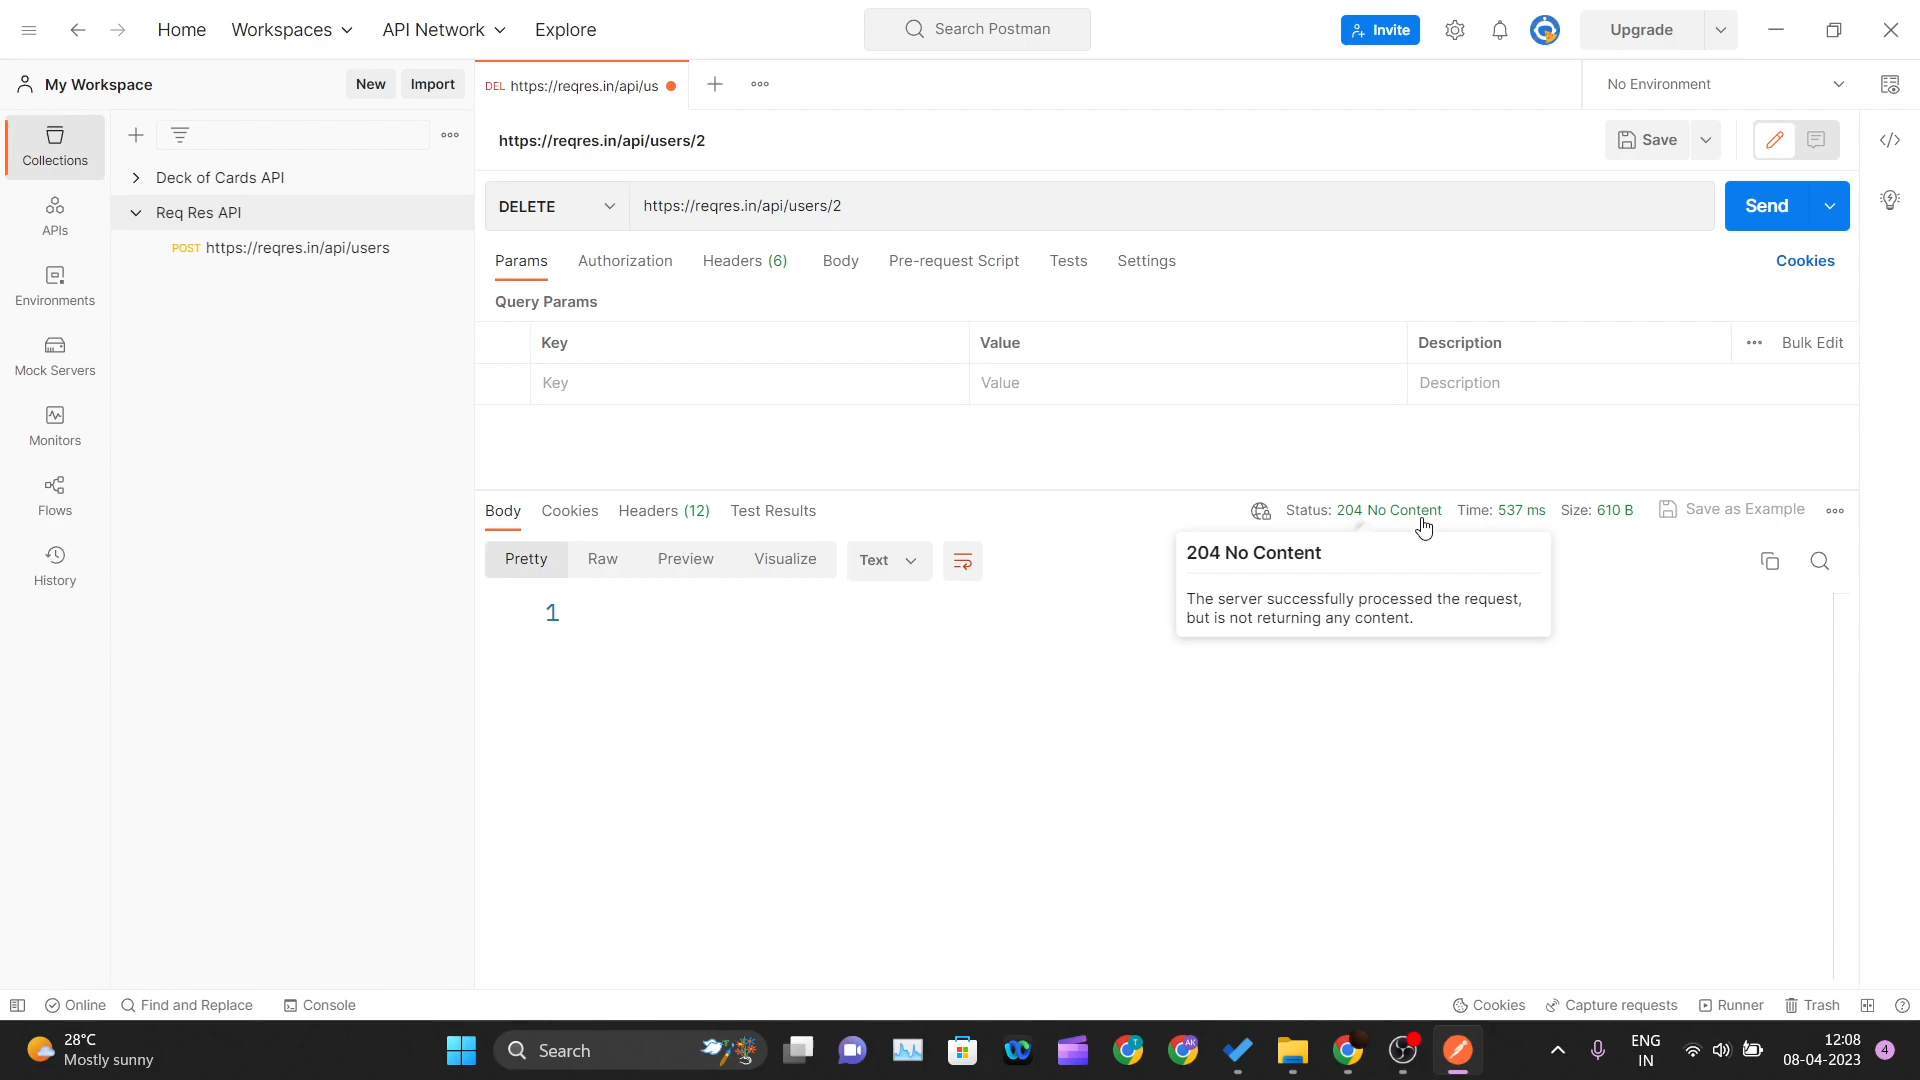 Home Workspaces API Network Explore Search Postman Invite Upgrade
My Workspace New Import DEL https://reqres.in/api/us No Environment
Collections
Deck of Cards API
Req Res API
POST https://reqres.in/api/users
APIs
Environments
Mock Servers
Monitors
Flows
History
https://reqres.in/api/users/2 Save
DELETE https://reqres.in/api/users/2 Send
Params Authorization Headers (6) Body Pre-request Script Tests Settings Cookies
Query Params
Key Value Description Bulk Edit
Key Value Description
Body Cookies Headers (12) Test Results Status: 204 No Content Time: 537 ms Size: 610 B Save as Example
Pretty Raw Preview Visualize Text
204 No Content
The server successfully processed the request,
but is not returning any content.
1
Online Find and Replace Console Cookies Capture requests Runner Trash
28°C
Mostly sunny
Search
T
AK
ENG
IN
12:08
08-04-2023
4